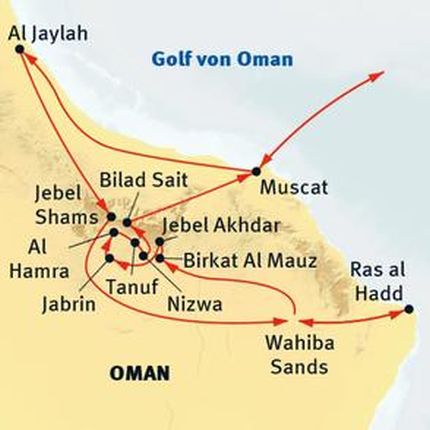 Al Jaylah
Golf von Oman
Bilad Sait
Muscat
Jebel
Shams
Jebel Akhdar
Al
Hamra
Birkat Al Mauz
Ras al
Hadd
Jabrin
Tanuf
Nizwa
Wahiba
Sands
OMAN